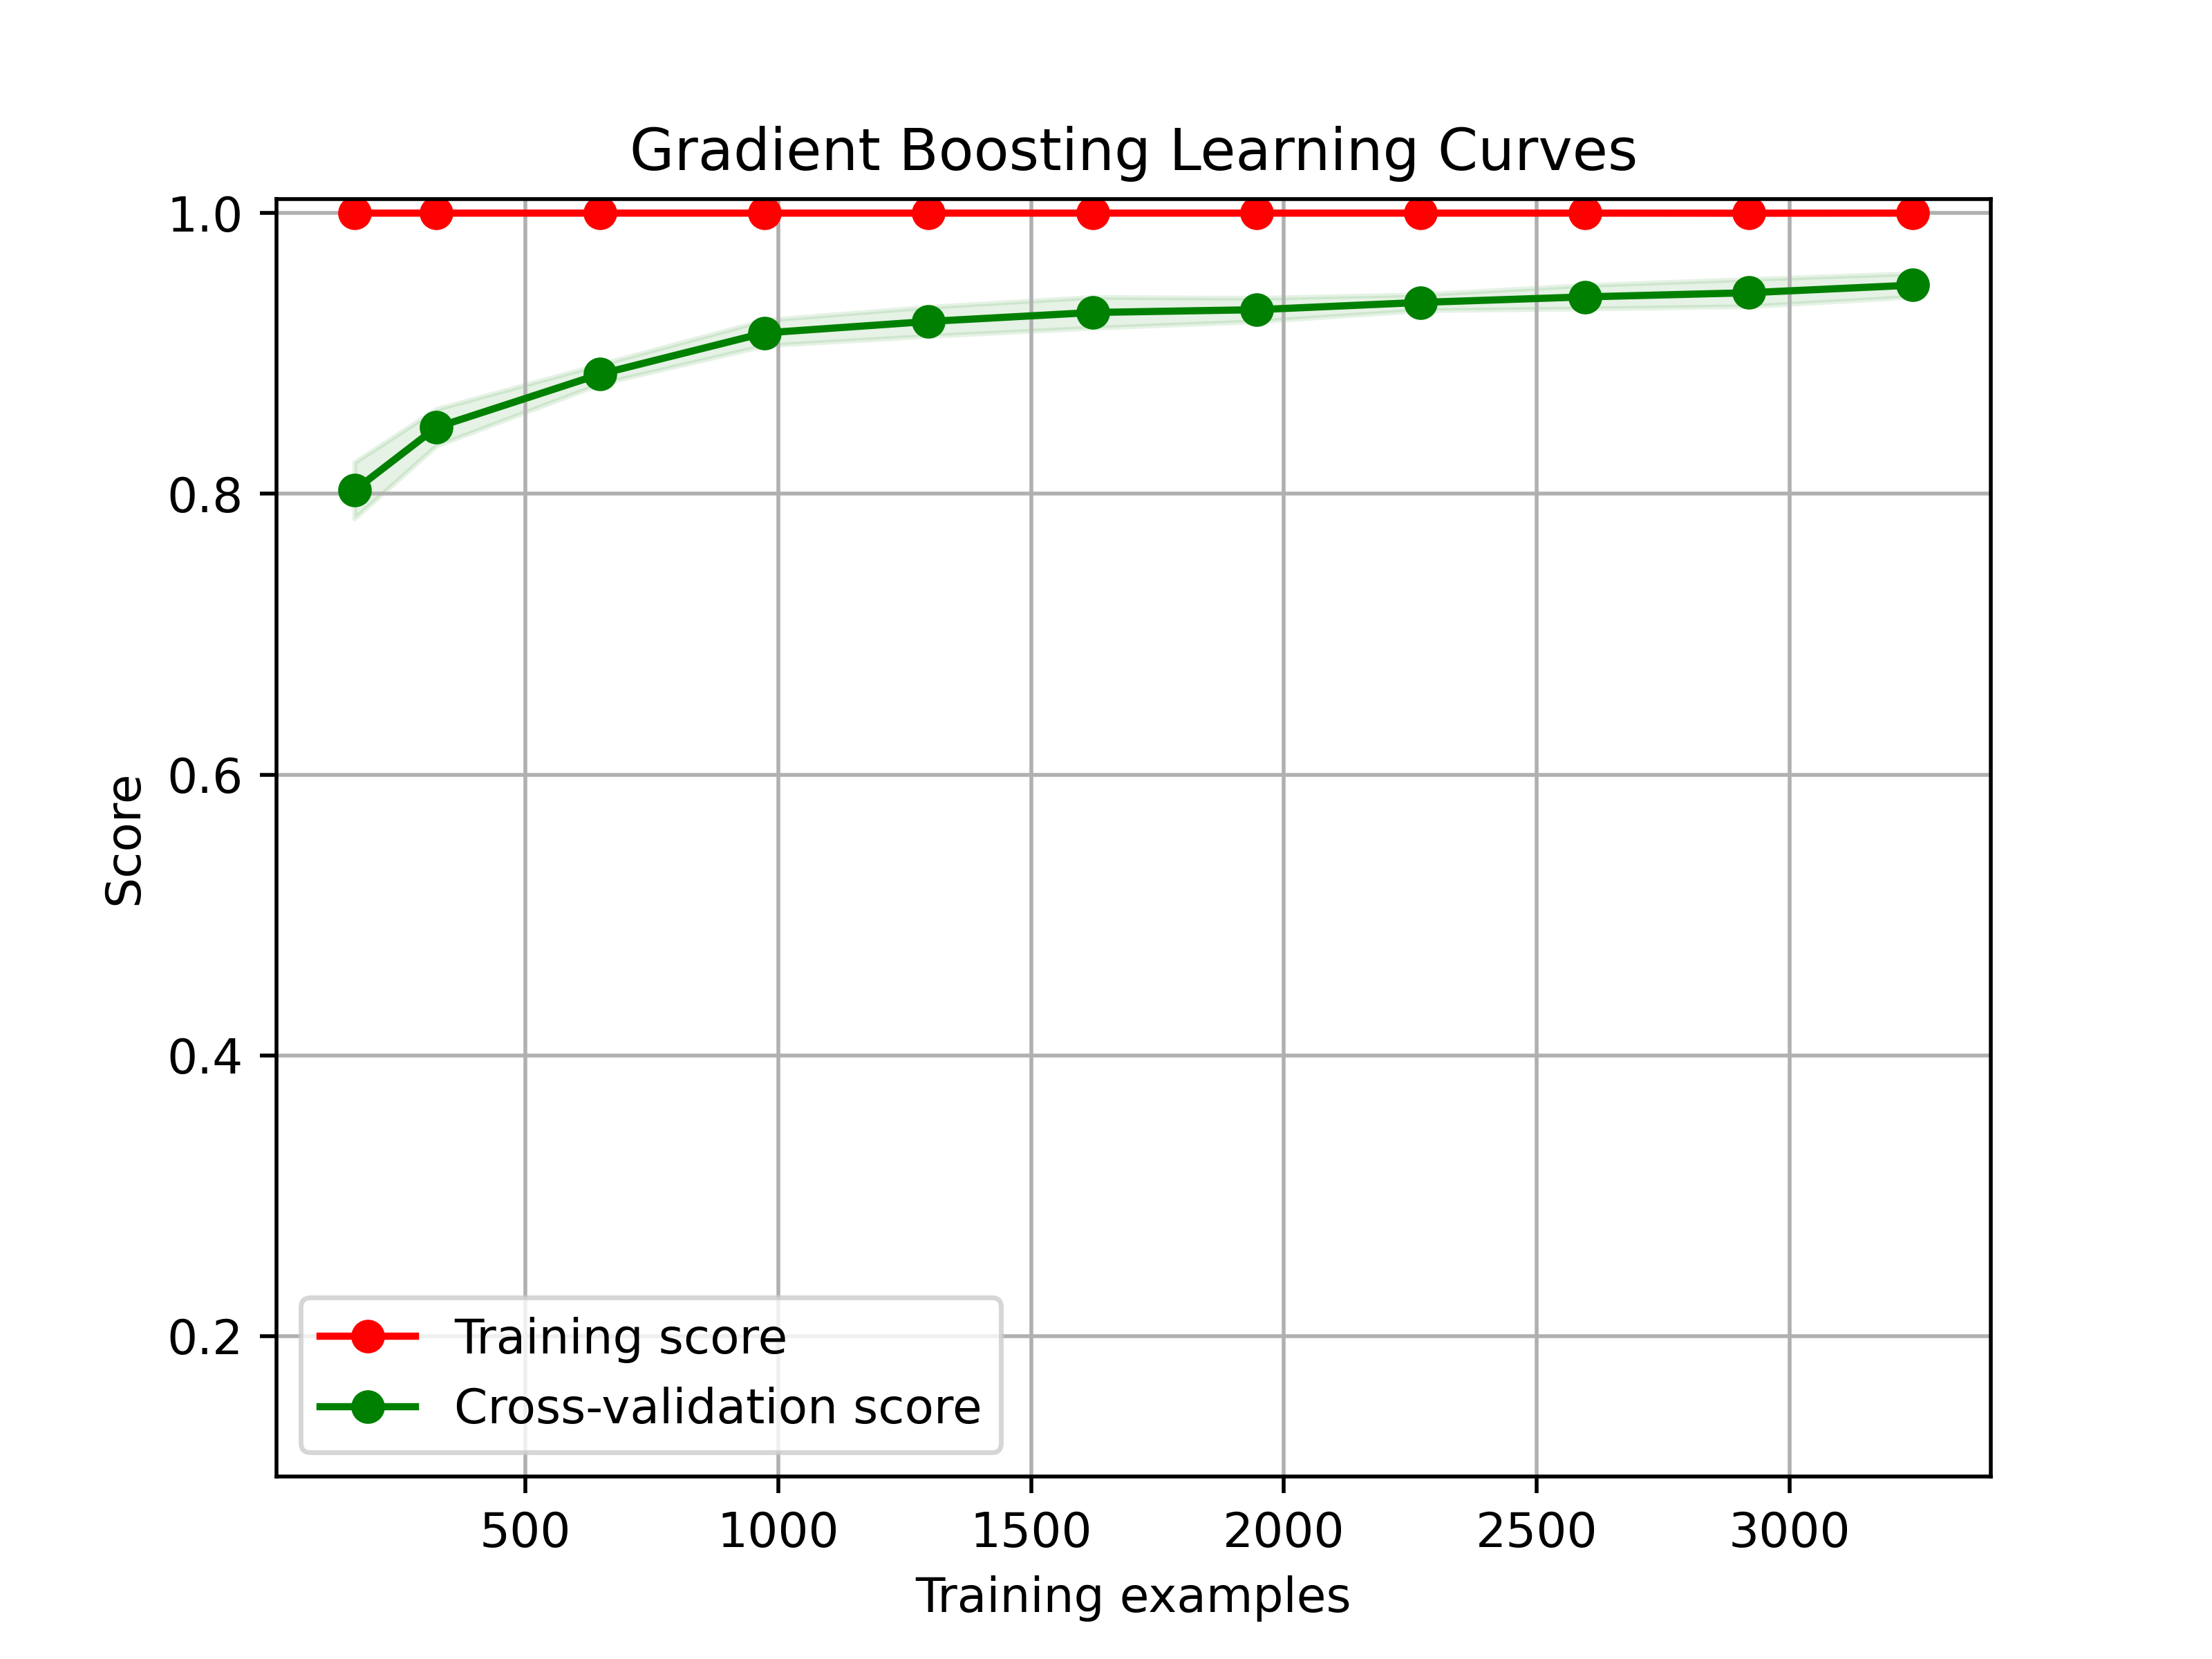 Gradient Boosting Learning Curves
1.0
0.8
0.6
0.4
0.2
Score
Training score
Cross-validation score
500 1000 1500 2000 2500 3000
Training examples